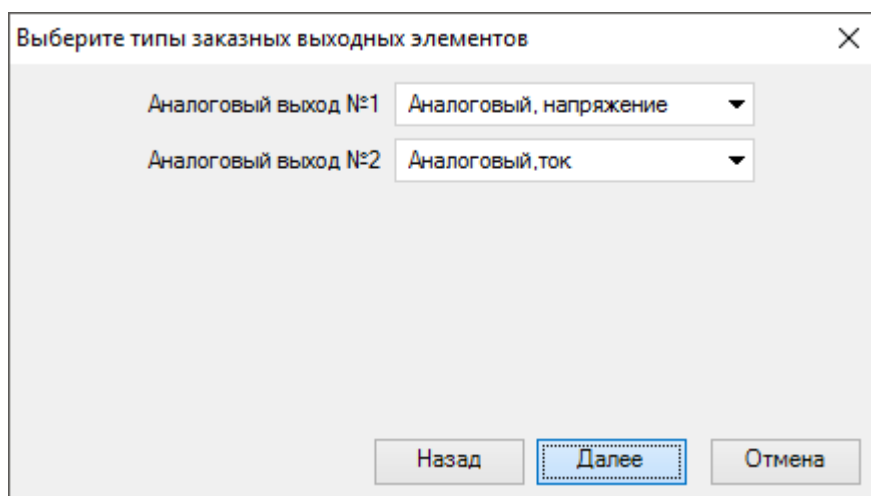 Выберите типы заказных выходных элементов
Аналоговый выход №1 Аналоговый, напряжение
Аналоговый выход №2 Аналоговый,ток
Назад Далее Отмена